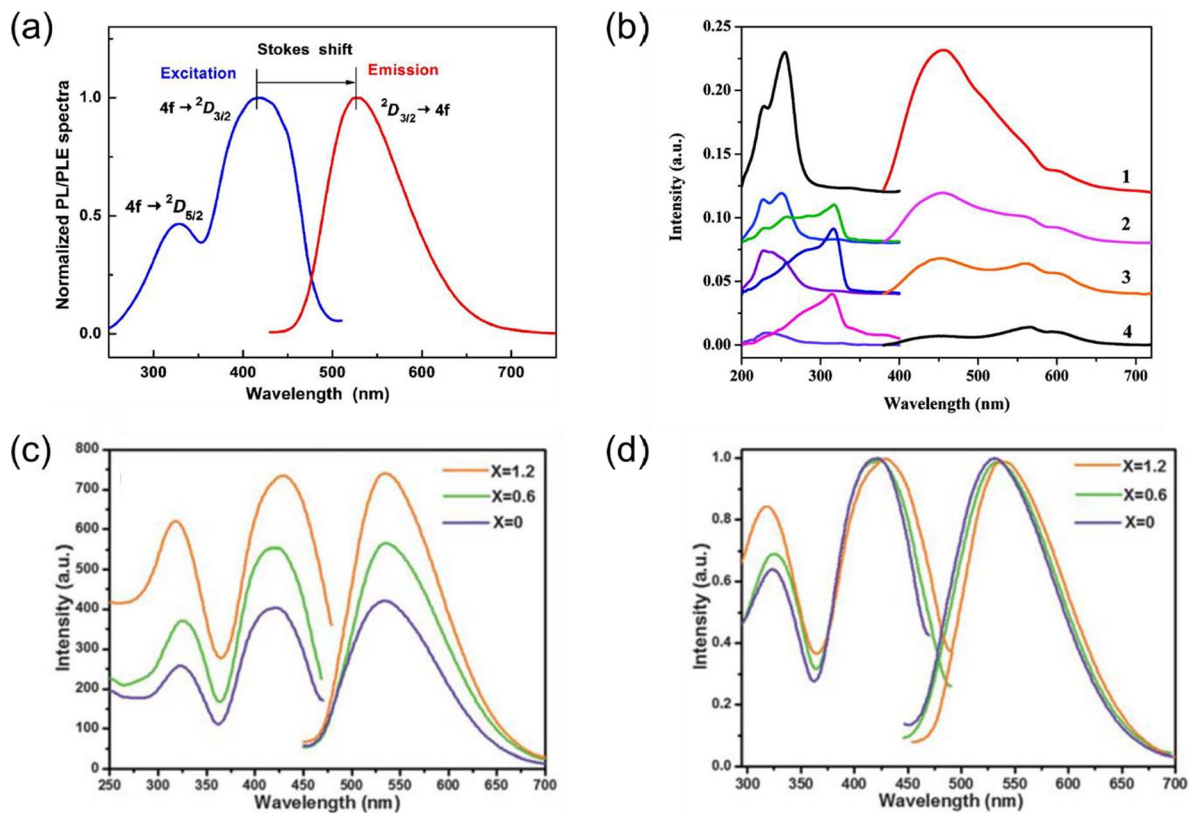 (a)
Stokes shift
Excitation
Emission
4f → ²D3/2
²D3/2 → 4f
4f → ²D5/2
Normalized PL/PLE spectra
1.0
0.5
0.0
300 400 500 600 700
Wavelength (nm)
(b)
Intensity (a.u.)
0.25
0.20
0.15
0.10
0.05
0.00
1
2
3
4
200 300 400 500 600 700
Wavelength (nm)
(c)
Intensity (a.u.)
800
700
600
500
400
300
200
100
0
X=1.2
X=0.6
X=0
250 300 350 400 450 500 550 600 650 700
Wavelength (nm)
(d)
Intensity (a.u.)
1.0
0.8
0.6
0.4
0.2
0.0
X=1.2
X=0.6
X=0
300 350 400 450 500 550 600 650 700
Wavelength (nm)